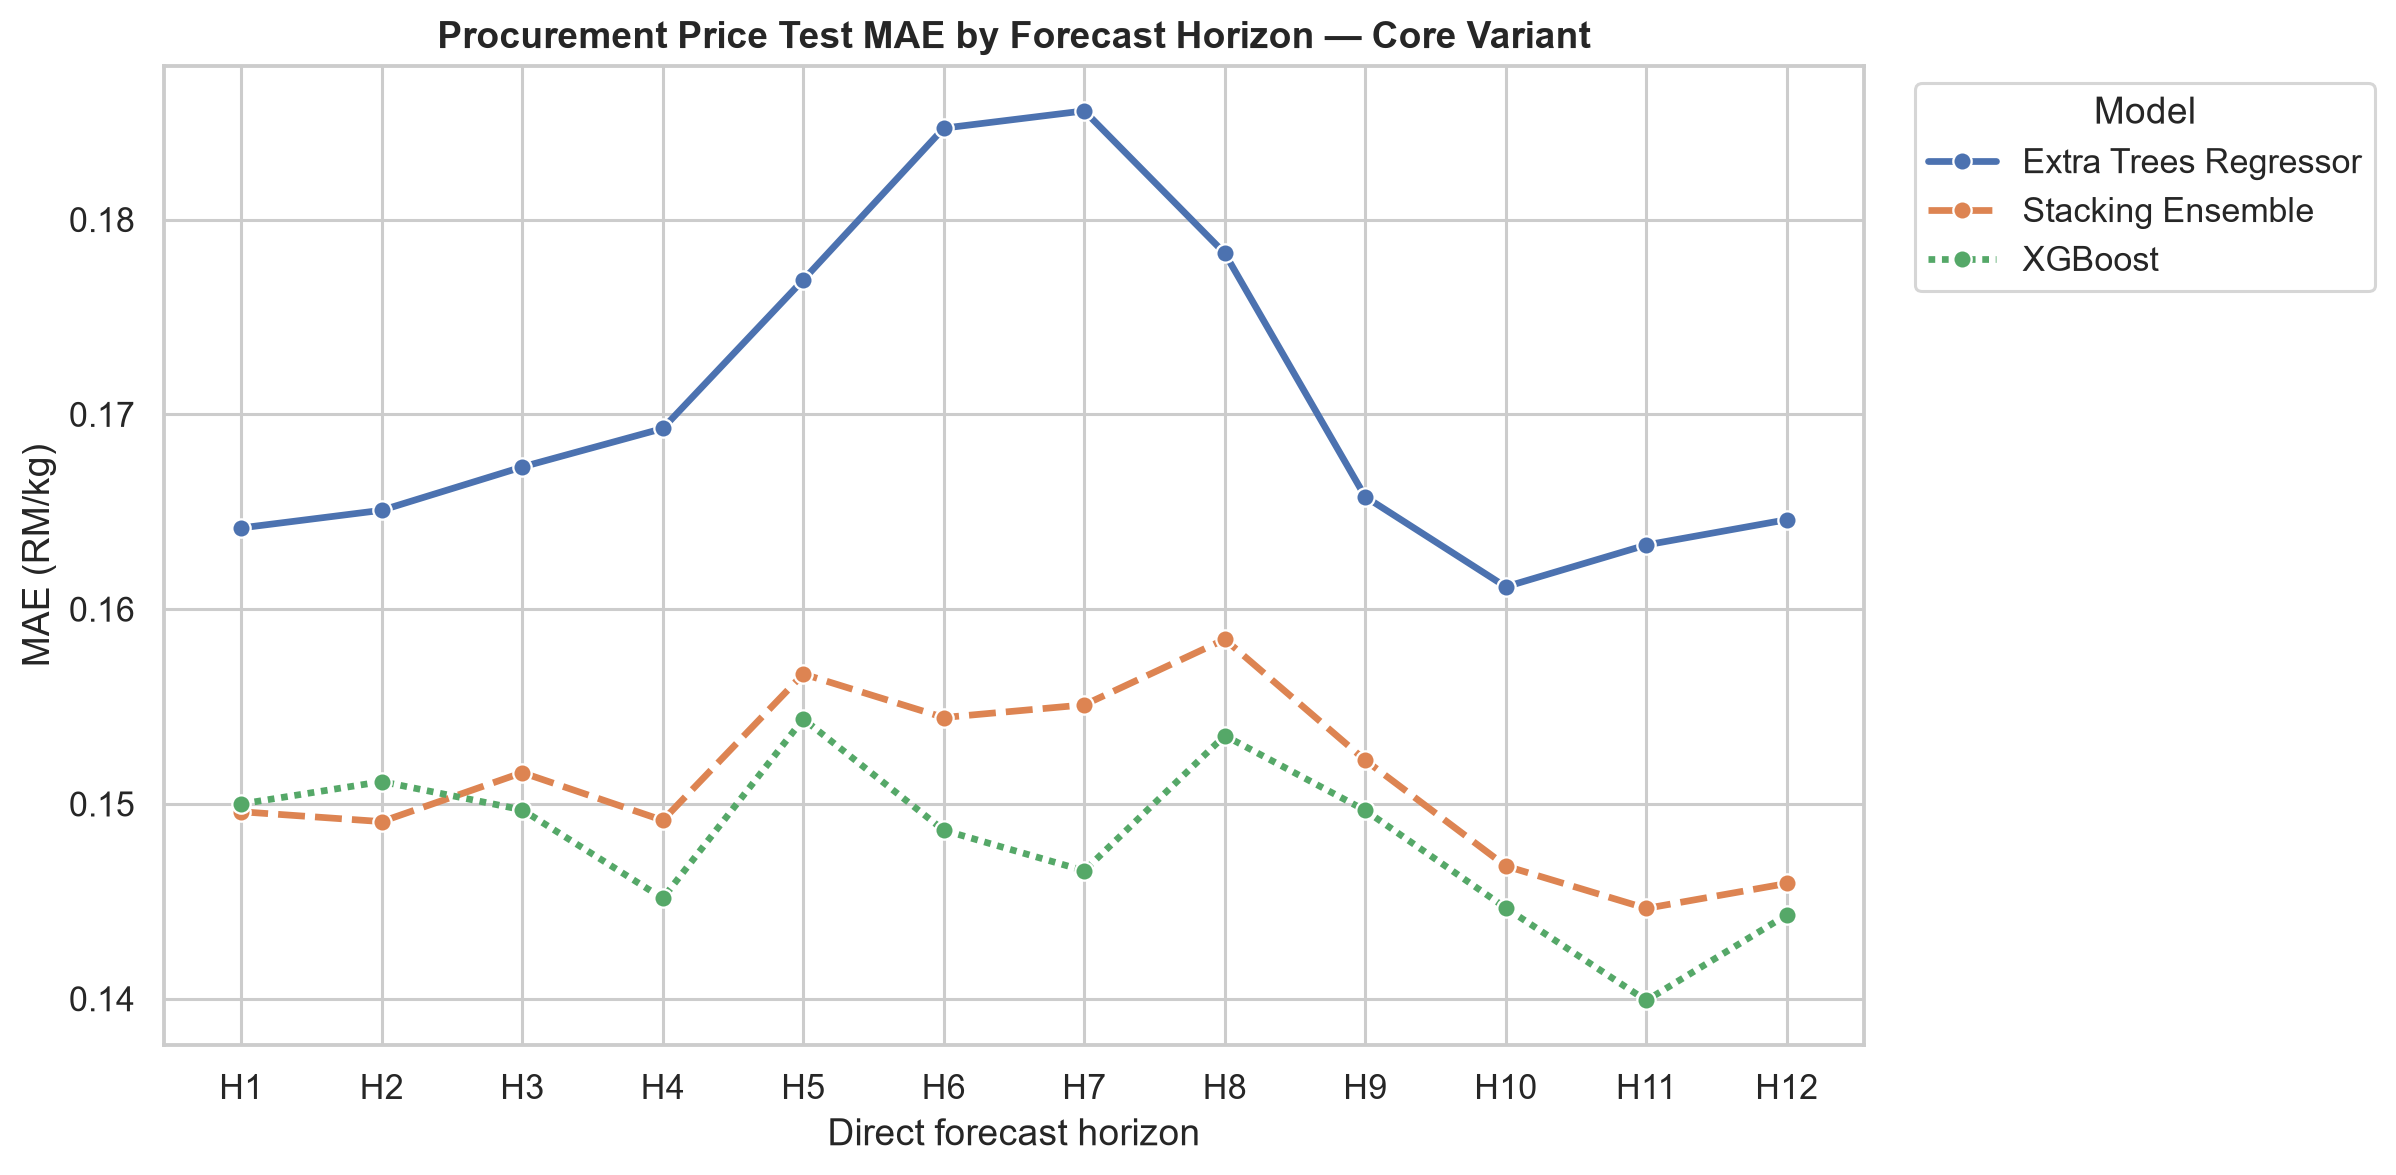 Procurement Price Test MAE by Forecast Horizon — Core Variant
Model
Extra Trees Regressor
Stacking Ensemble
XGBoost
MAE (RM/kg)
0.18
0.17
0.16
0.15
0.14
H1 H2 H3 H4 H5 H6 H7 H8 H9 H10 H11 H12
Direct forecast horizon